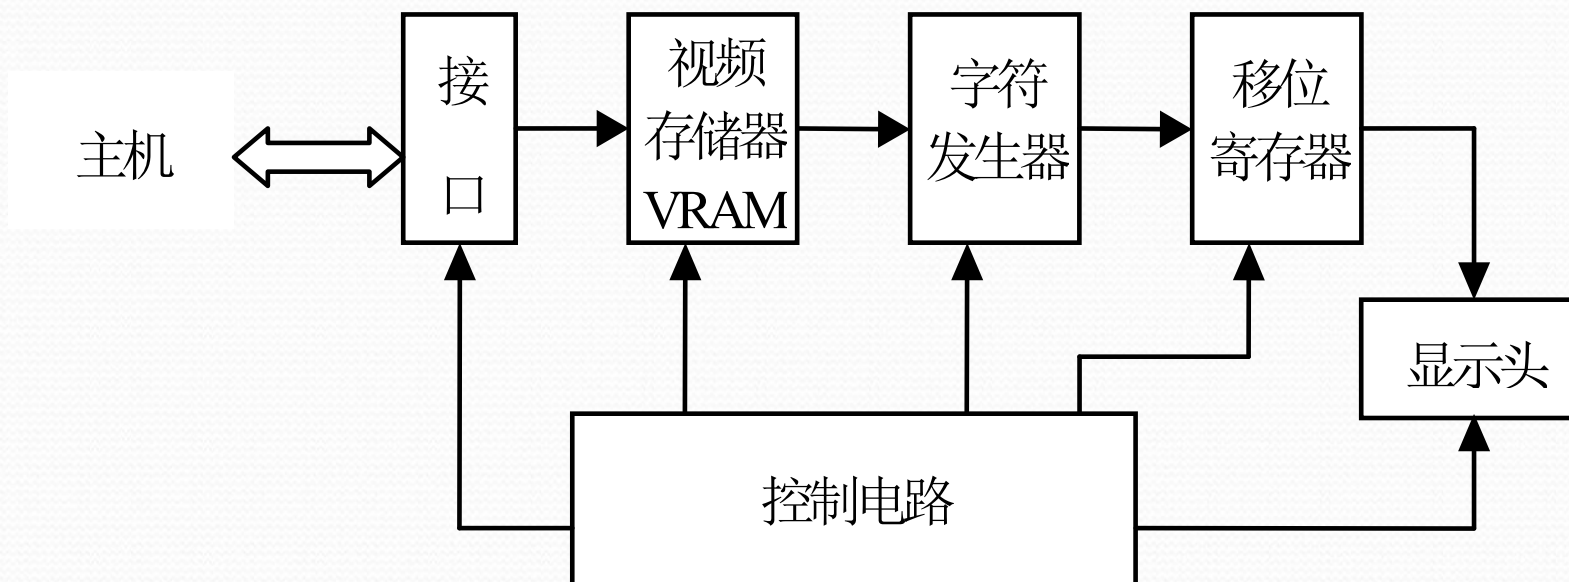 主机
接
口
视频
存储器
VRAM
字符
发生器
移位
寄存器
显示头
控制电路